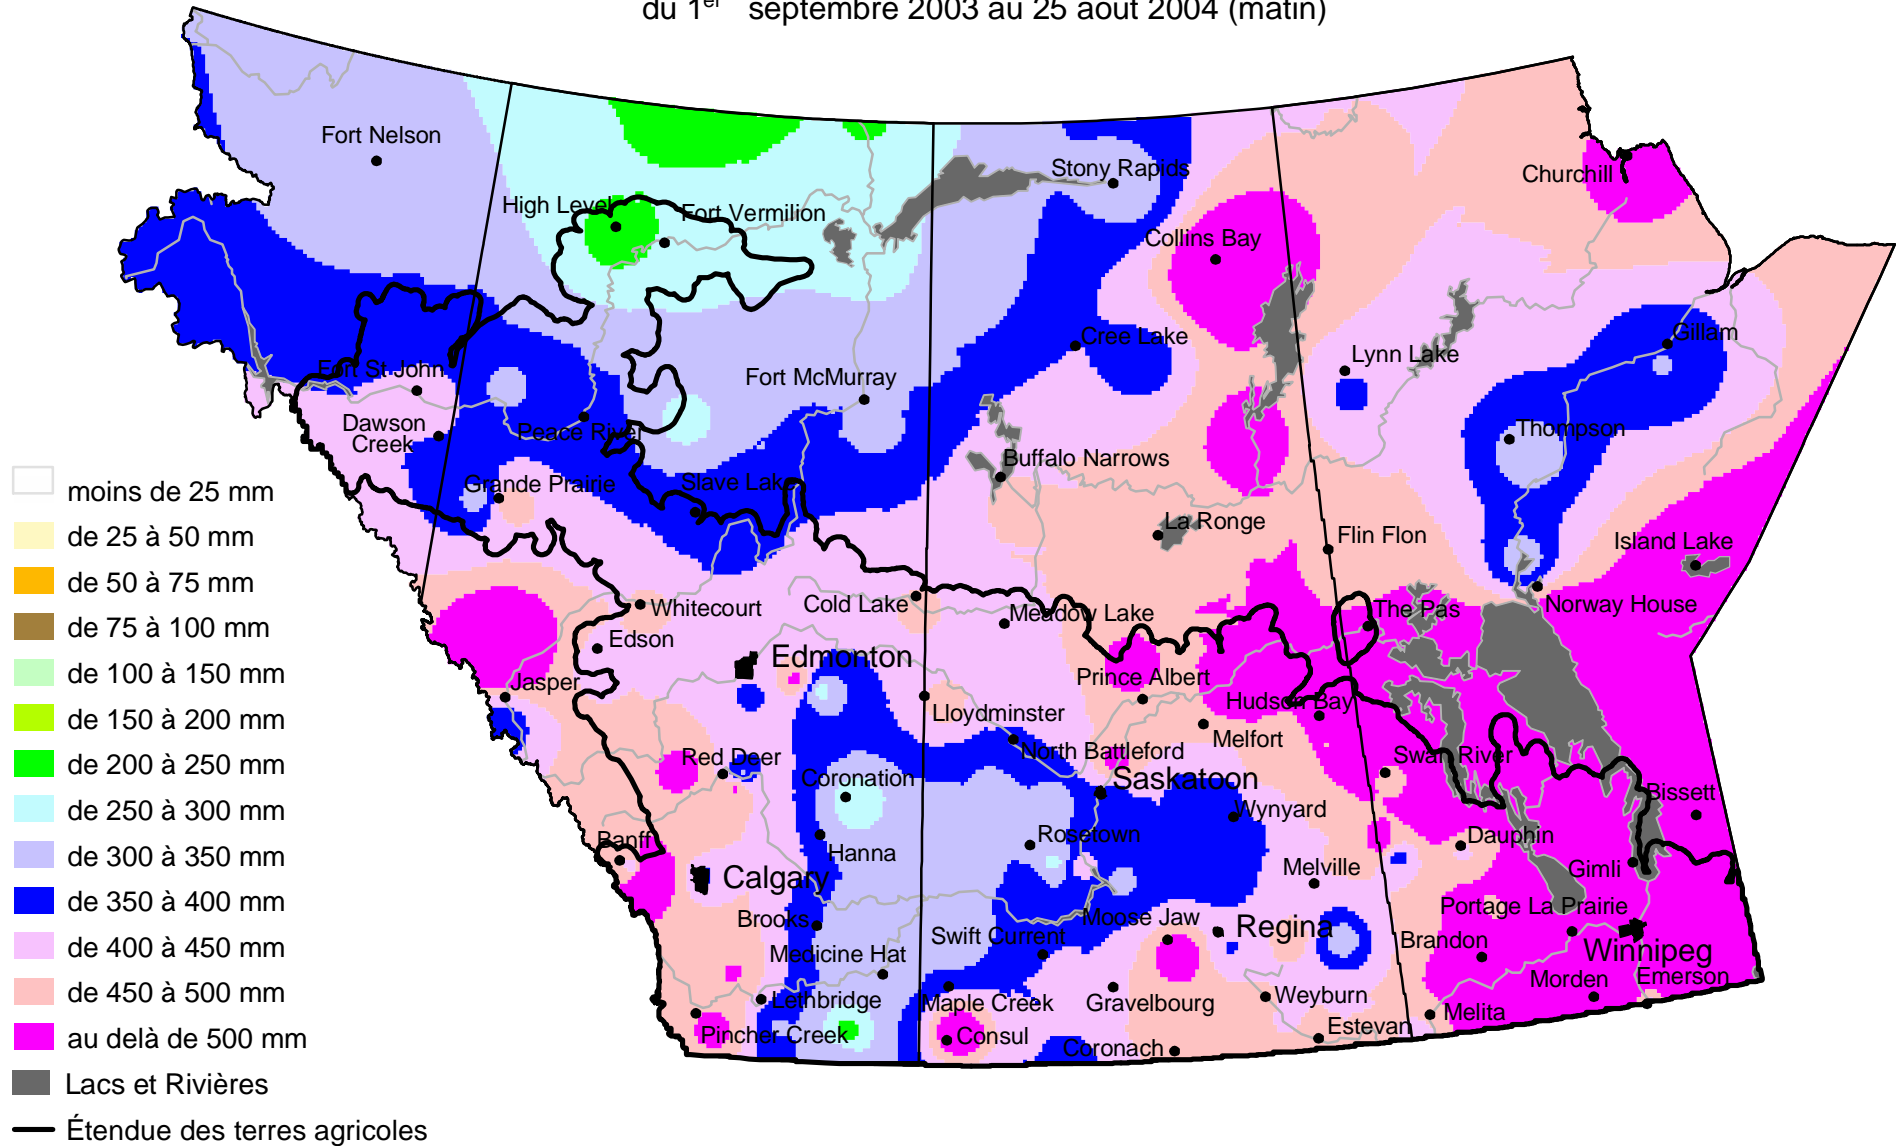 du 1er septembre 2003 au 25 aout 2004 (matin)
Fort Nelson
Stony Rapids
Churchill
High Level
Fort Vermilion
Collins Bay
Cree Lake
Gillam
Lynn Lake
Fort St John
Fort McMurray
Dawson
Creek
Peace River
Thompson
Buffalo Narrows
Grande Prairie
Slave Lake
La Ronge
Flin Flon
Island Lake
Whitecourt
Cold Lake
Meadow Lake
The Pas
Norway House
Edson
Edmonton
Jasper
Prince Albert
Hudson Bay
Lloydminster
North Battleford
Melfort
Swan River
Red Deer
Coronation
Saskatoon
Wynyard
Bissett
Banff
Hanna
Rosetown
Dauphin
Calgary
Melville
Gimli
Brooks
Moose Jaw
Regina
Portage La Prairie
Swift Current
Brandon
Winnipeg
Medicine Hat
Morden
Emerson
Lethbridge
Maple Creek
Gravelbourg
Weyburn
Melita
Pincher Creek
Consul
Coronach
Estevan
moins de 25 mm
de 25 à 50 mm
de 50 à 75 mm
de 75 à 100 mm
de 100 à 150 mm
de 150 à 200 mm
de 200 à 250 mm
de 250 à 300 mm
de 300 à 350 mm
de 350 à 400 mm
de 400 à 450 mm
de 450 à 500 mm
au delà de 500 mm
Lacs et Rivières
Étendue des terres agricoles